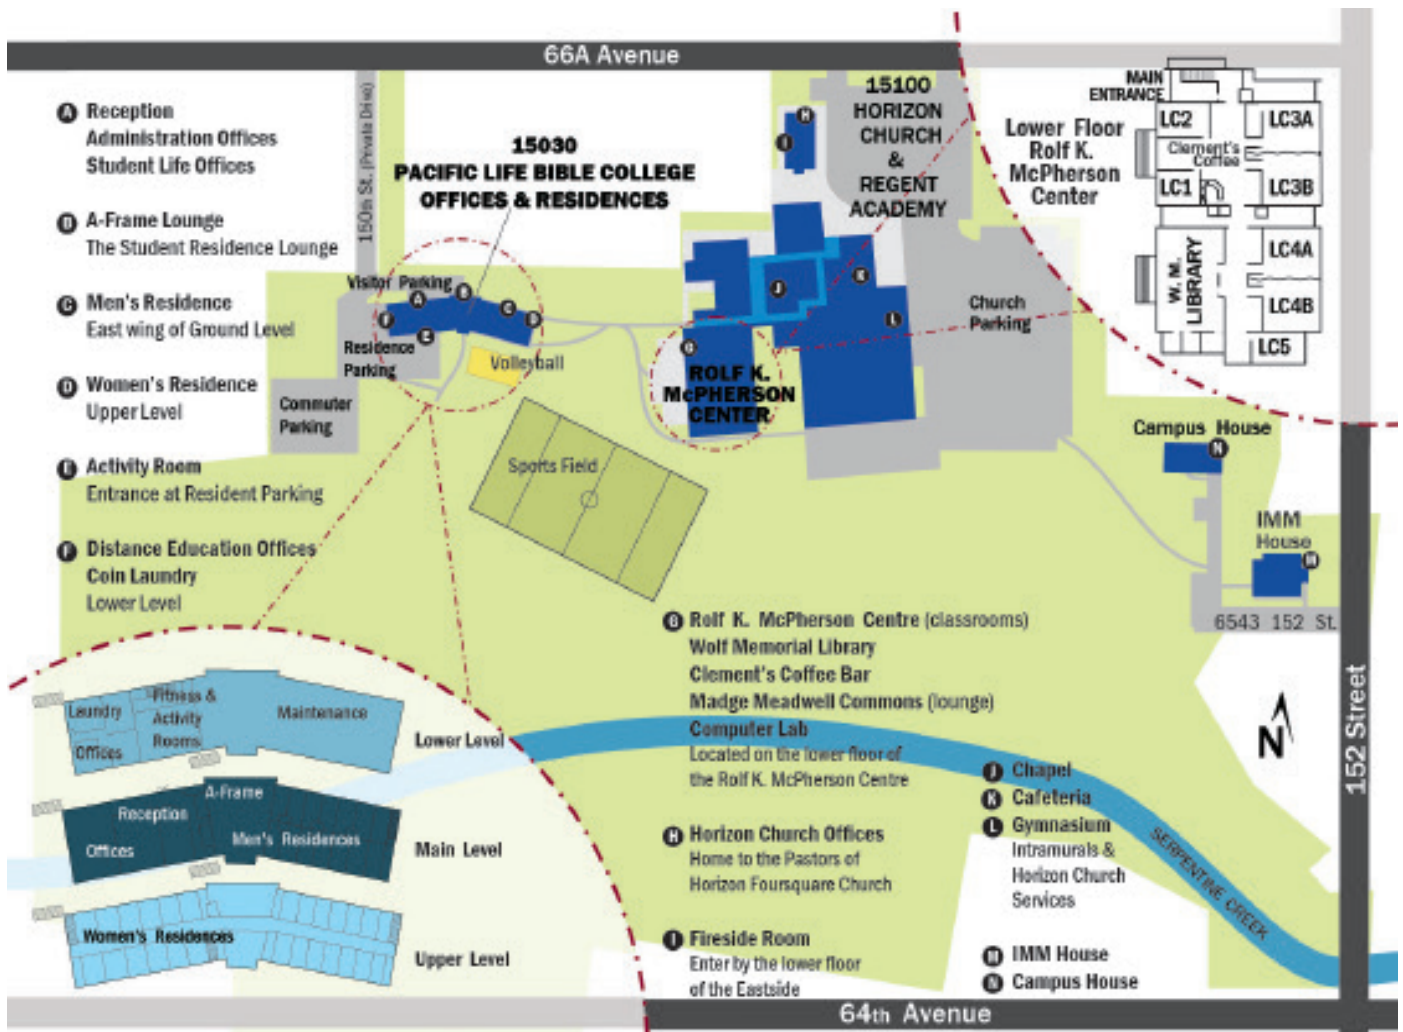 66A Avenue
A Reception
Administration Offices
Student Life Offices
B A-Frame Lounge
The Student Residence Lounge
C Men's Residence
East wing of Ground Level
D Women's Residence
Upper Level
E Activity Room
Entrance at Resident Parking
F Distance Education Offices
Coin Laundry
Lower Level
150th St. (Private Drive)
15030
PACIFIC LIFE BIBLE COLLEGE
OFFICES & RESIDENCES
Visitor Parking
A
B
C
D
E
F
Residence
Parking
Commuter
Parking
Volleyball
Sports Field
H
I
15100
HORIZON
CHURCH
&
REGENT
ACADEMY
J
K
L
G
ROLF K.
McPHERSON
CENTER
Church
Parking
Lower Floor
Rolf K.
McPherson
Center
MAIN
ENTRANCE
LC2
LC3A
Clement's
Coffee
LC1
LC3B
W. M.
LIBRARY
LC4A
LC4B
LC5
Campus House
N
IMM
House
M
6543 152 St.
152 Street
N
G Rolf K. McPherson Centre (classrooms)
Wolf Memorial Library
Clement's Coffee Bar
Madge Meadwell Commons (lounge)
Computer Lab
Located on the lower floor of
the Rolf K. McPherson Centre
H Horizon Church Offices
Home to the Pastors of
Horizon Foursquare Church
I Fireside Room
Enter by the lower floor
of the Eastside
J Chapel
K Cafeteria
L Gymnasium
Intramurals &
Horizon Church
Services
M IMM House
N Campus House
SERPENTINE CREEK
Laundry
Offices
Fitness &
Activity
Rooms
Maintenance
Lower Level
A-Frame
Reception
Offices
Men's Residences
Main Level
Women's Residences
Upper Level
64th Avenue